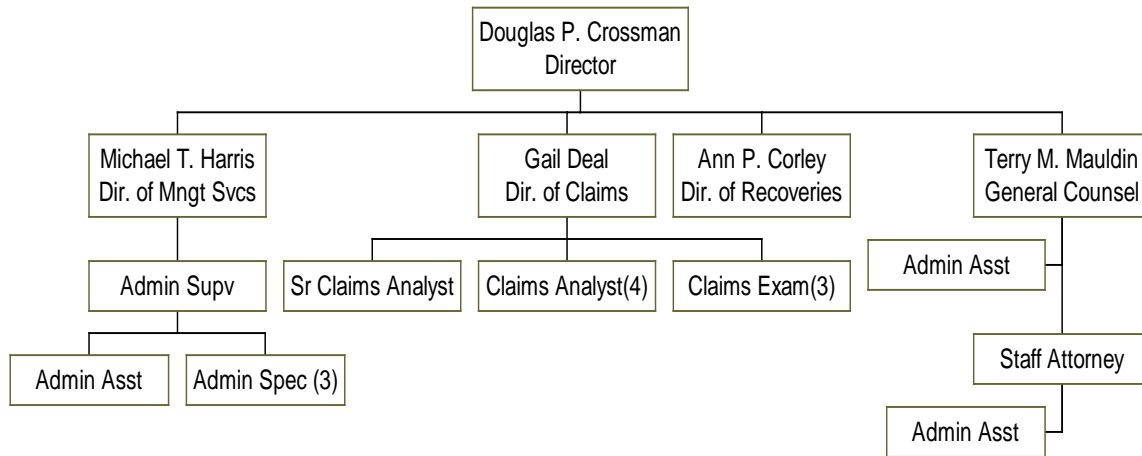 Douglas P. Crossman
Director
Michael T. Harris
Dir. of Mngt Svcs
Gail Deal
Dir. of Claims
Ann P. Corley
Dir. of Recoveries
Terry M. Mauldin
General Counsel
Admin Supv
Sr Claims Analyst
Claims Analyst(4)
Claims Exam(3)
Admin Asst
Admin Asst
Admin Spec (3)
Staff Attorney
Admin Asst